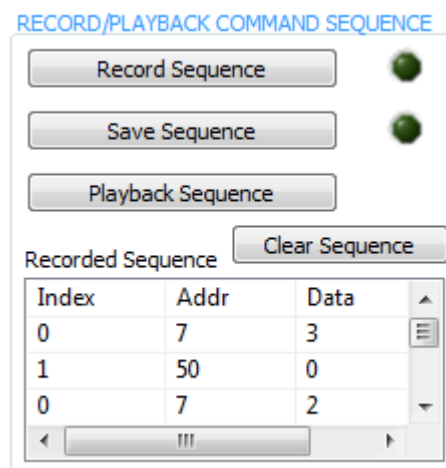 RECORD/PLAYBACK COMMAND SEQUENCE
Record Sequence
Save Sequence
Playback Sequence
Clear Sequence
Recorded Sequence
Index Addr Data
0 7 3
1 50 0
0 7 2